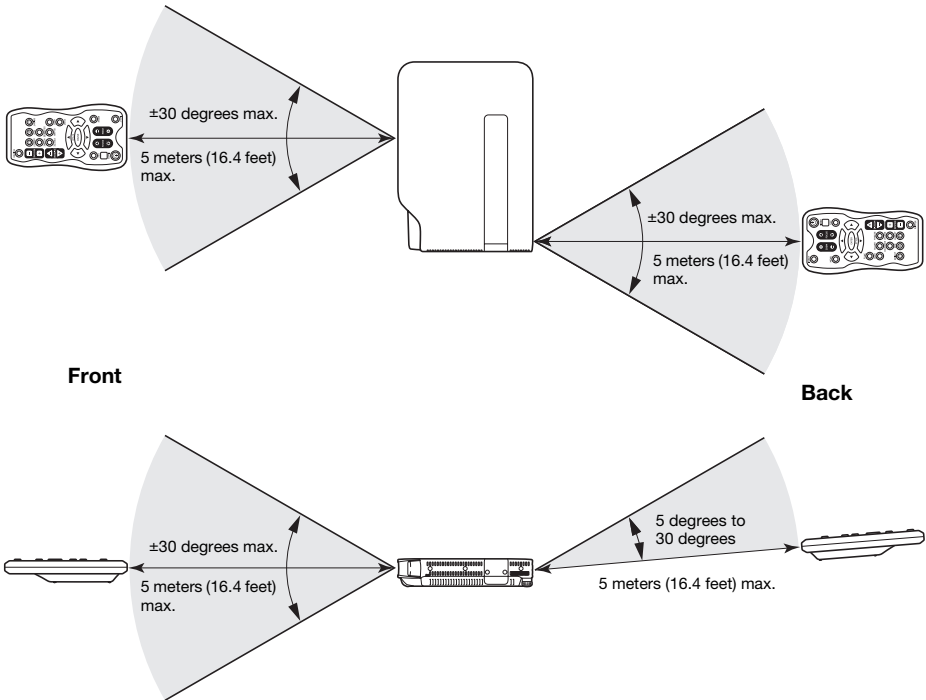 ±30 degrees max.
5 meters (16.4 feet)
max.
±30 degrees max.
5 meters (16.4 feet)
max.
Front
Back
±30 degrees max.
5 meters (16.4 feet)
max.
5 degrees to
30 degrees
5 meters (16.4 feet) max.